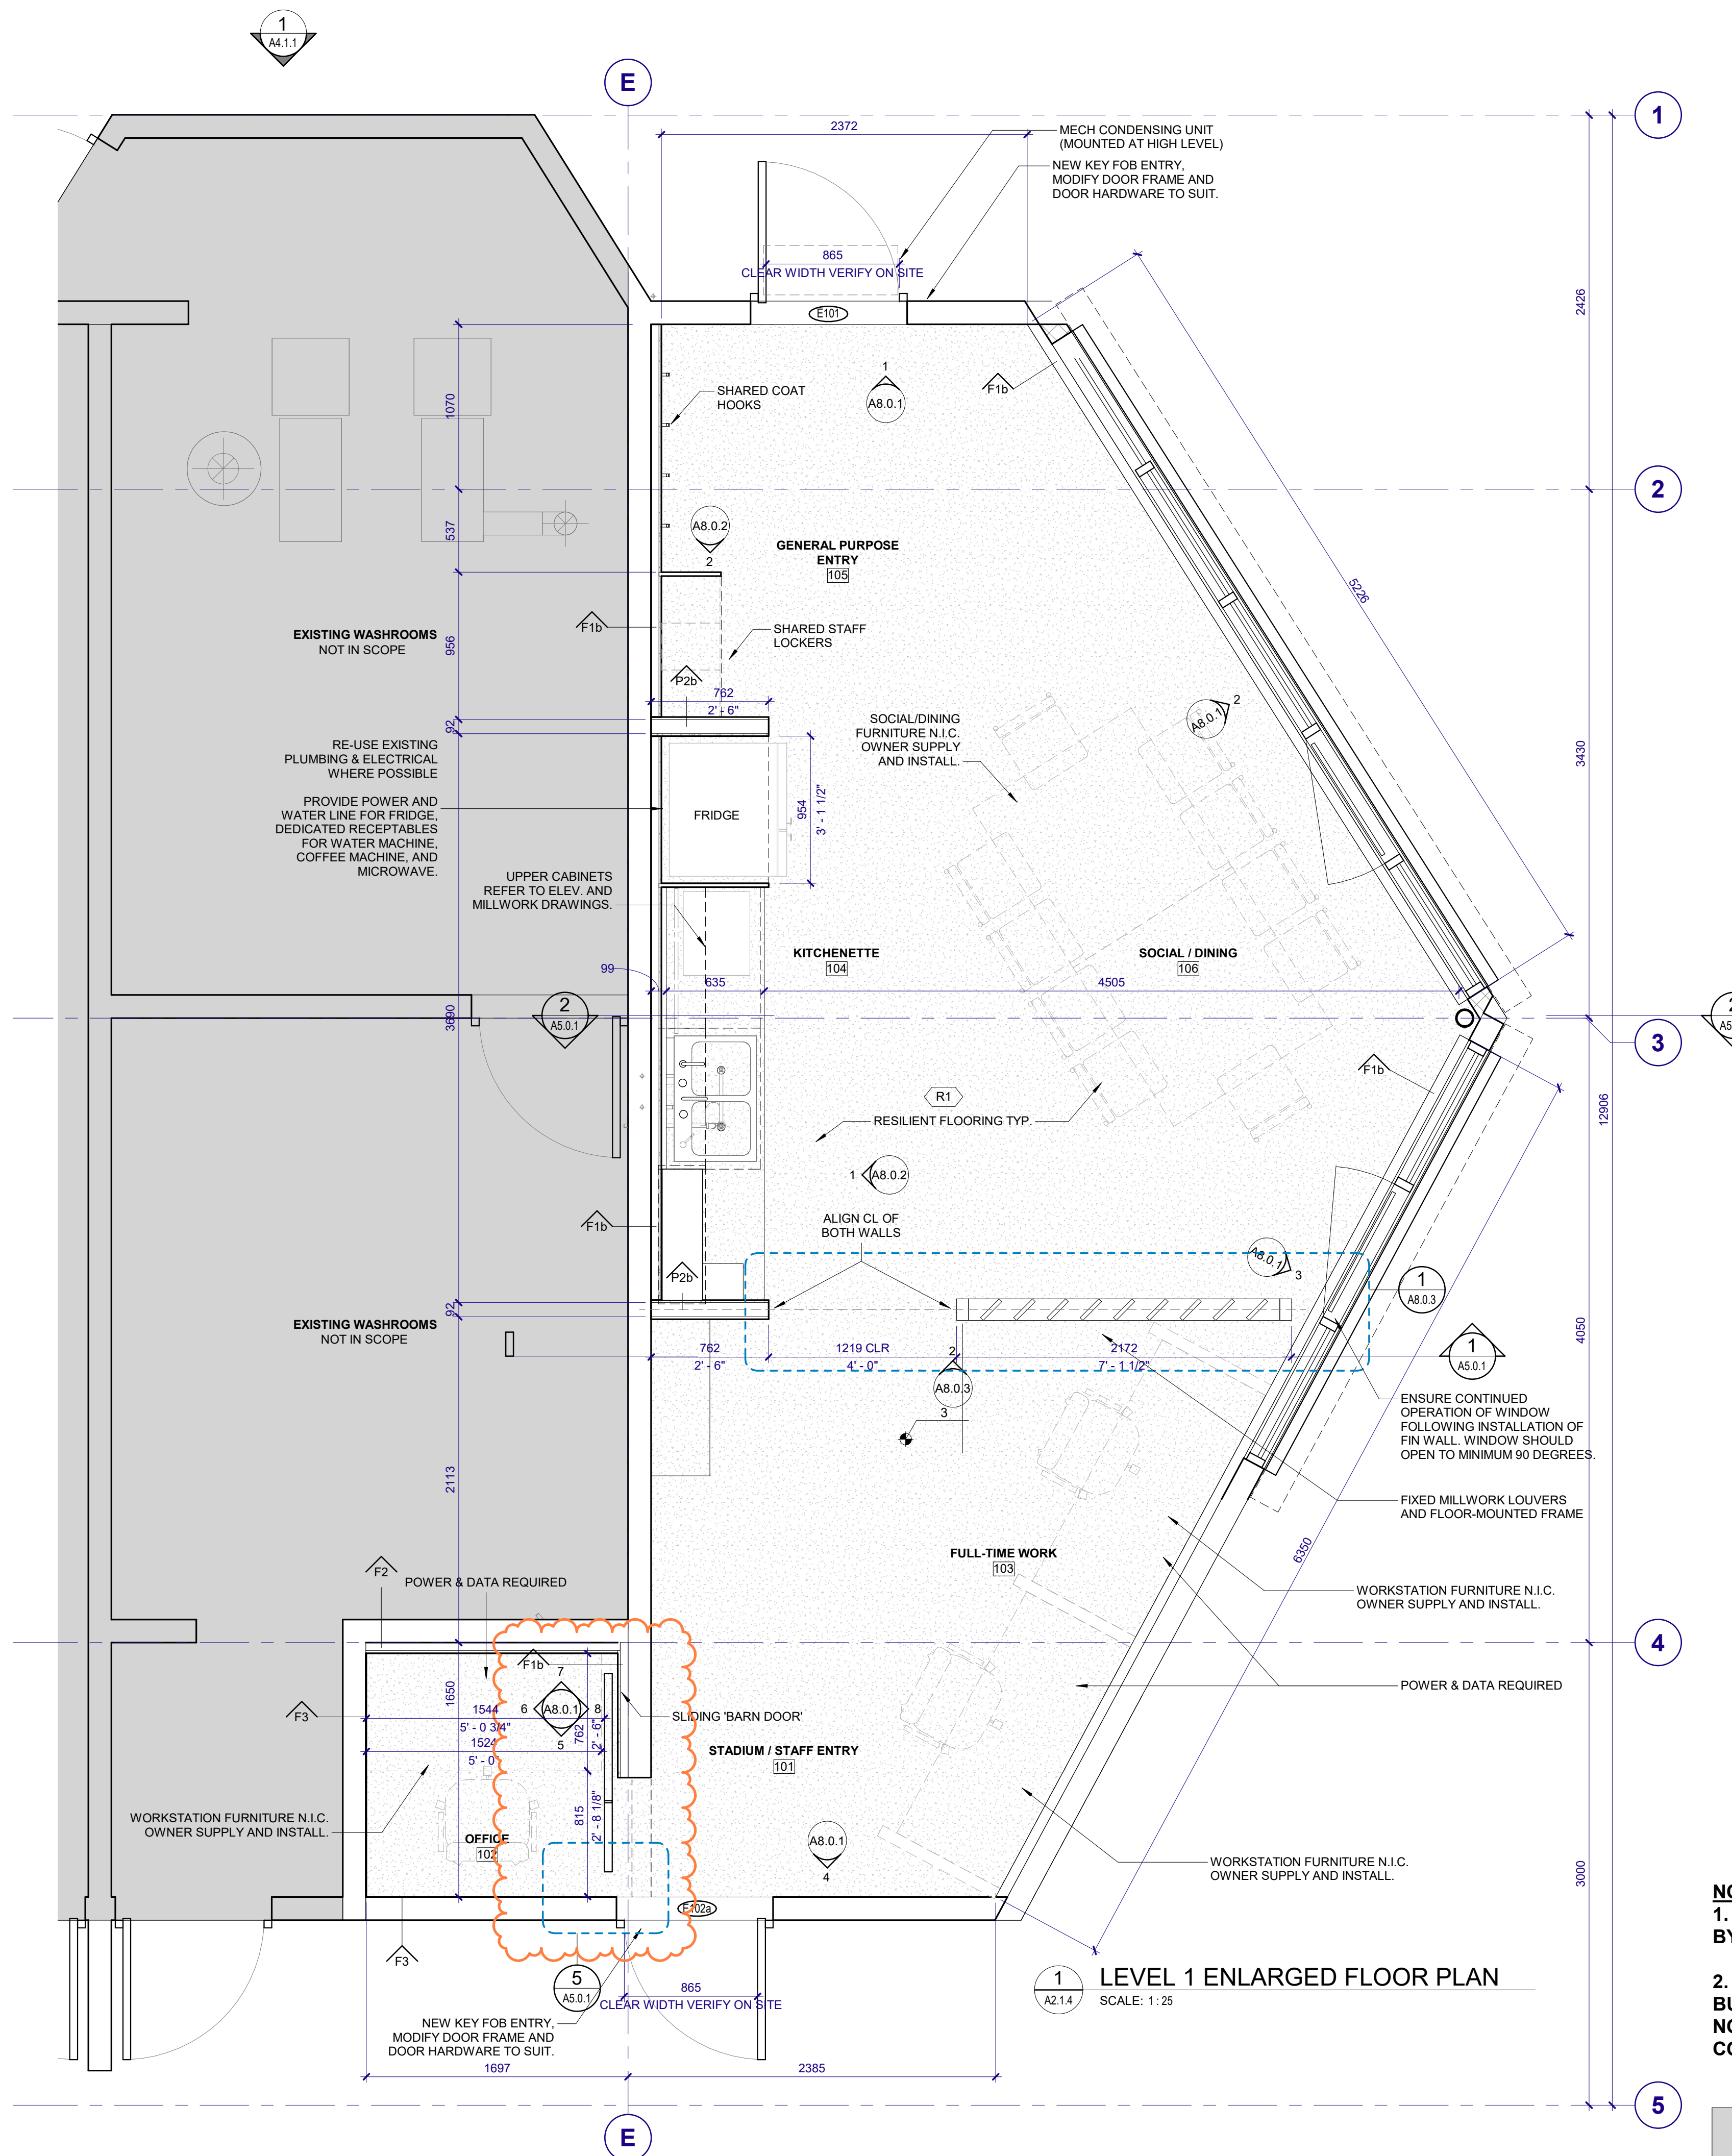 1
A4.1.1
E
1
2372
MECH CONDENSING UNIT
(MOUNTED AT HIGH LEVEL)
NEW KEY FOB ENTRY,
MODIFY DOOR FRAME AND
DOOR HARDWARE TO SUIT.
865
CLEAR WIDTH VERIFY ON SITE
E101
2426
1070
SHARED COAT
HOOKS
1
A8.0.1
F1b
2
537
A8.0.2
2
GENERAL PURPOSE
ENTRY
105
5226
EXISTING WASHROOMS
NOT IN SCOPE
956
F1b
SHARED STAFF
LOCKERS
P2b
762
2' - 6"
92
A8.0.1
2
SOCIAL/DINING
FURNITURE N.I.C.
OWNER SUPPLY
AND INSTALL.
3430
RE-USE EXISTING
PLUMBING & ELECTRICAL
WHERE POSSIBLE
PROVIDE POWER AND
WATER LINE FOR FRIDGE,
DEDICATED RECEPTABLES
FOR WATER MACHINE,
COFFEE MACHINE, AND
MICROWAVE.
FRIDGE
954
3' - 1 1/2"
UPPER CABINETS
REFER TO ELEV. AND
MILLWORK DRAWINGS.
KITCHENETTE
104
SOCIAL / DINING
106
99
635
4505
3690
2
A5.0.1
3
F1b
12906
R1
RESILIENT FLOORING TYP.
1
A8.0.2
F1b
ALIGN CL OF
BOTH WALLS
A8.0.1
3
P2b
1
A8.0.3
92
EXISTING WASHROOMS
NOT IN SCOPE
762
2' - 6"
1219 CLR
4' - 0"
2172
7' - 1 1/2"
4050
1
A5.0.1
2
A8.0.3
3
ENSURE CONTINUED
OPERATION OF WINDOW
FOLLOWING INSTALLATION OF
FIN WALL. WINDOW SHOULD
OPEN TO MINIMUM 90 DEGREES.
2113
FIXED MILLWORK LOUVERS
AND FLOOR-MOUNTED FRAME
FULL-TIME WORK
103
6350
F2
POWER & DATA REQUIRED
WORKSTATION FURNITURE N.I.C.
OWNER SUPPLY AND INSTALL.
4
F1b
7
1650
F3
1544
5' - 0 3/4"
6
A8.0.1
8
5
762
2' - 6"
SLIDING 'BARN DOOR'
POWER & DATA REQUIRED
1524
5' - 0
STADIUM / STAFF ENTRY
101
815
2' - 8 1/8"
WORKSTATION FURNITURE N.I.C.
OWNER SUPPLY AND INSTALL.
OFFICE
102
A8.0.1
4
WORKSTATION FURNITURE N.I.C.
OWNER SUPPLY AND INSTALL.
3000
E102a
F3
5
A5.0.1
865
CLEAR WIDTH VERIFY ON SITE
NEW KEY FOB ENTRY,
MODIFY DOOR FRAME AND
DOOR HARDWARE TO SUIT.
1
A2.1.4
LEVEL 1 ENLARGED FLOOR PLAN
SCALE: 1 : 25
1697
2385
5
E
1.
BY
2.
BU
NO
CO